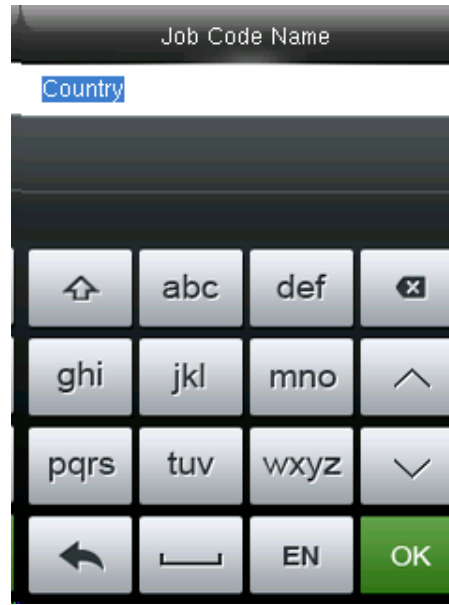 Job Code Name
Country
abc def
ghi jkl mno
pqrs tuv wxyz
EN OK